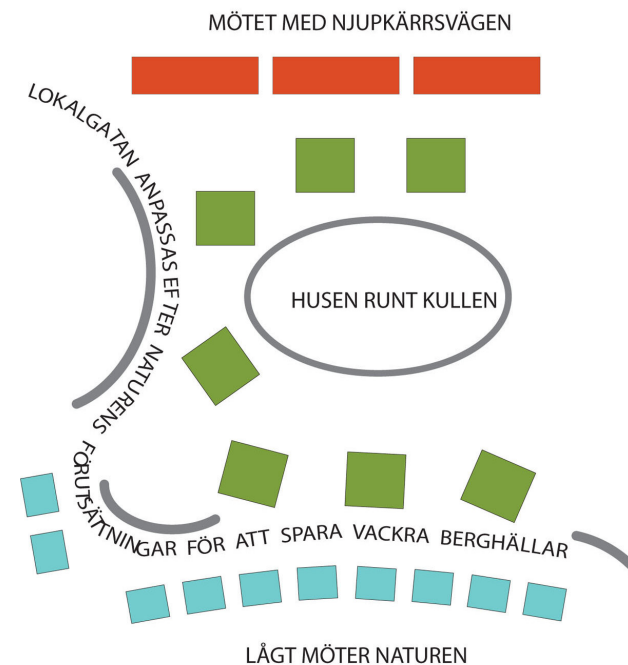 MÖTET MED NJUPKÄRRSVÄGEN
LOKALGATAN ANPASSAS EFTER NATURENS FÖRUTSÄTTNINGAR FÖR ATT SPARA VACKRA BERGHÄLLAR
HUSEN RUNT KULLEN
LÅGT MÖTER NATUREN